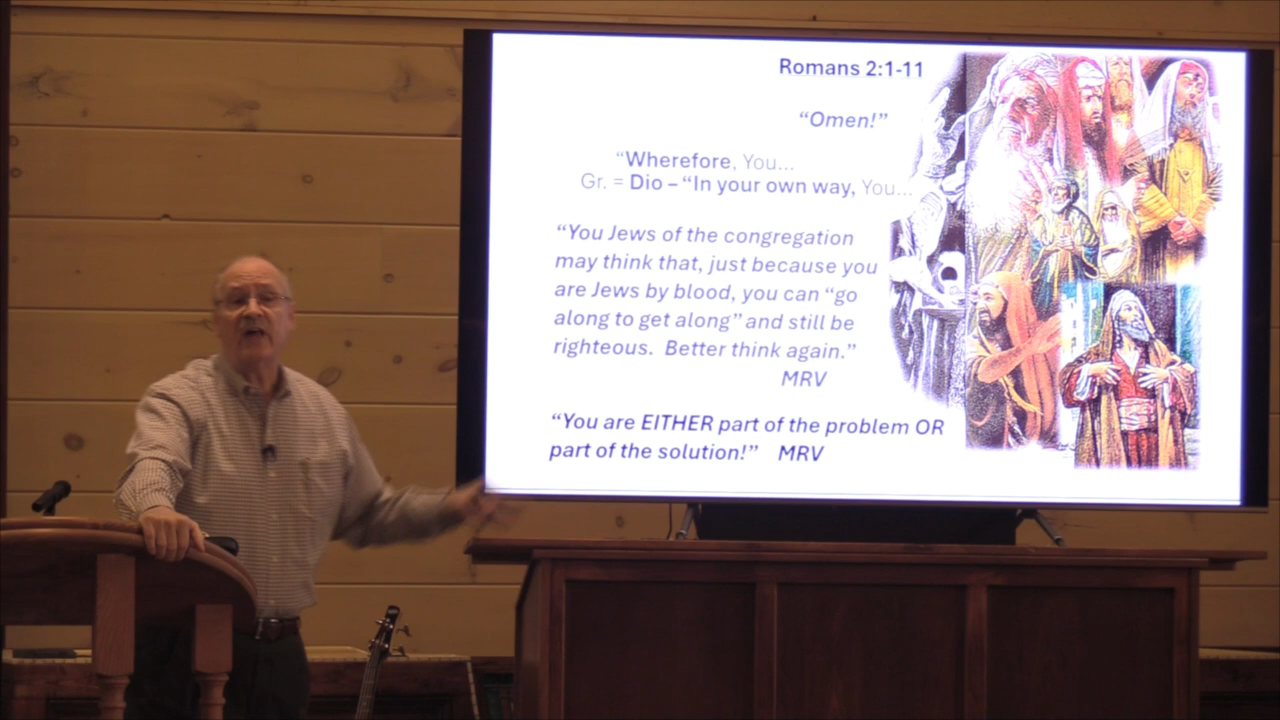 Romans 2:1-11
“Omen!”
“Wherefore, You...
Gr. = Dio – “In your own way, You...
“You Jews of the congregation
may think that, just because you
are Jews by blood, you can “go
along to get along” and still be
righteous.  Better think again.”
MRV
“You are EITHER part of the problem OR
part of the solution!”    MRV